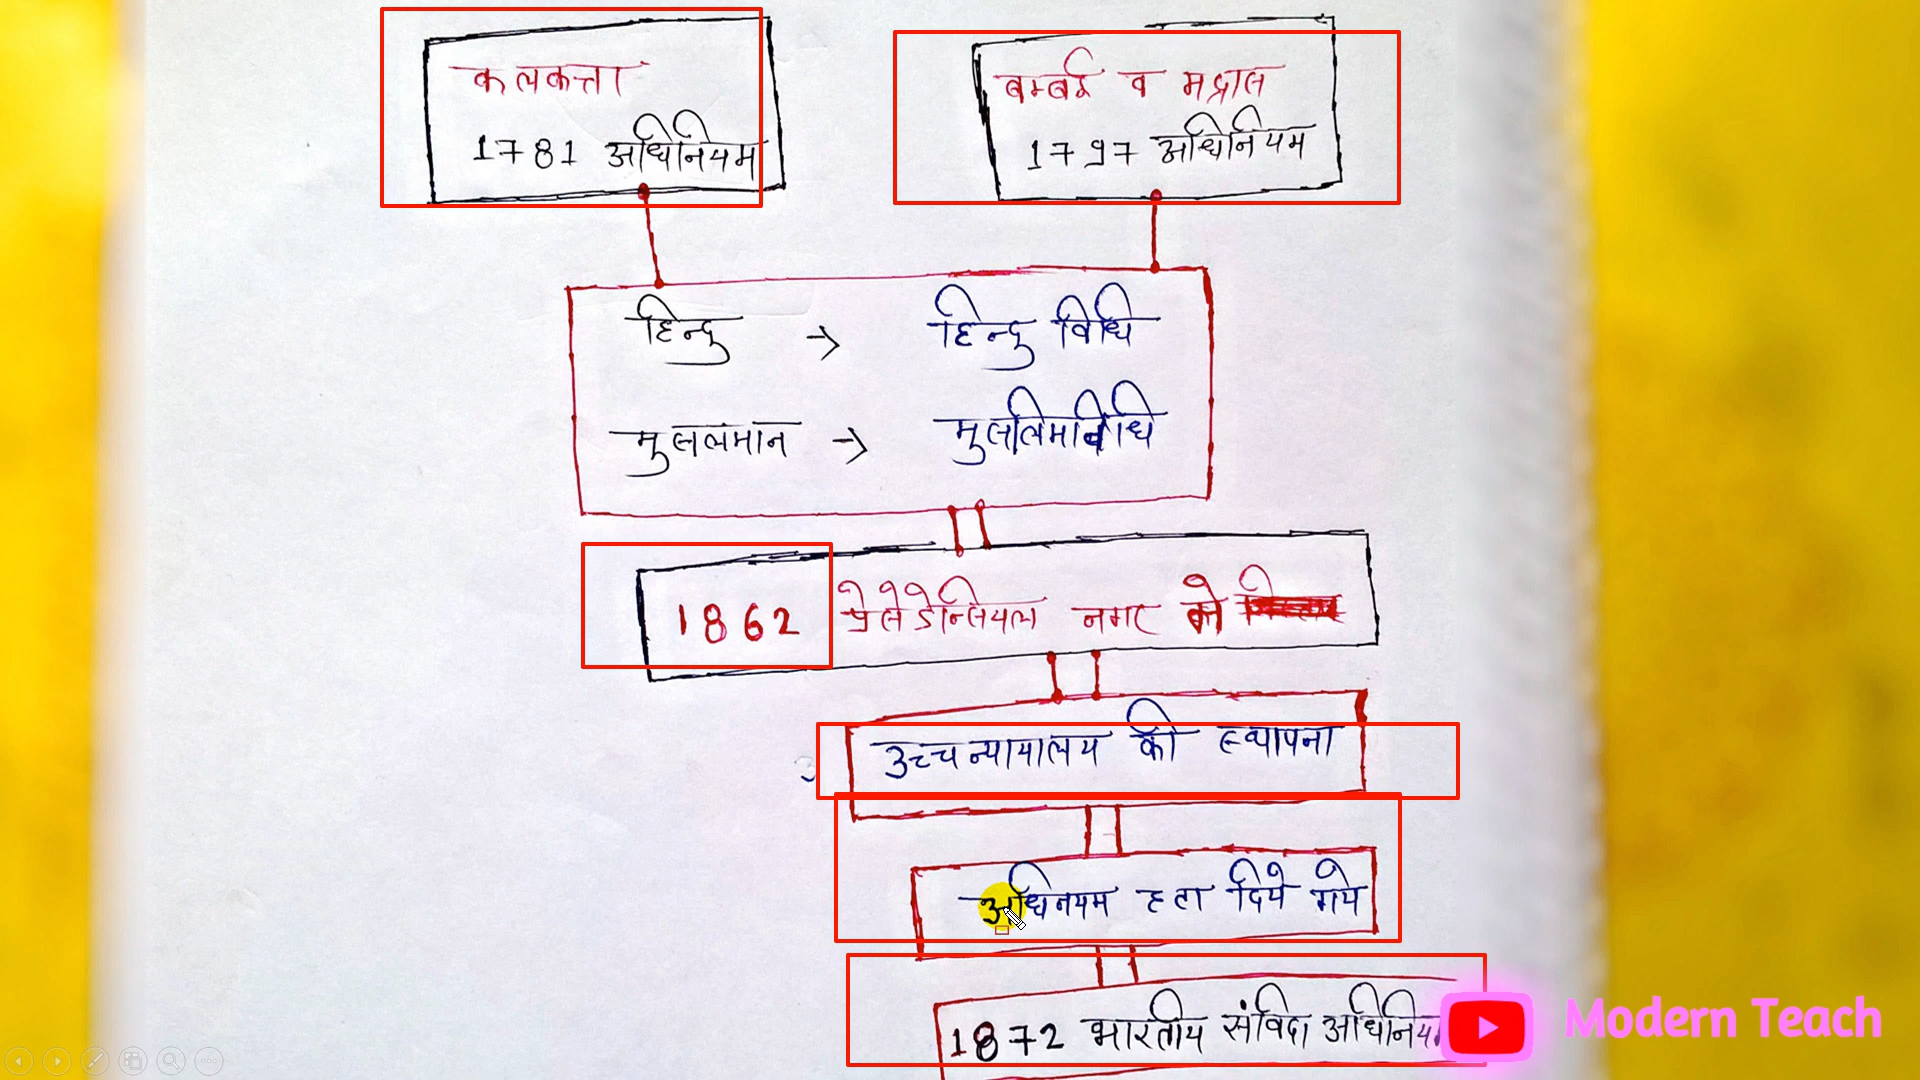 कलकत्ता
1781 अधिनियम
बम्बई व मद्रास
1797 अधिनियम
हिन्दु → हिन्दु विधि
मुसलमान → मुसलिम विधि
1862 प्रेसेडेन्सियल नगर को
उच्च न्यायालय की स्थापना
अधिनियम हटा दिये गये
1872 भारतीय संविदा अधिनियम
Modern Teach